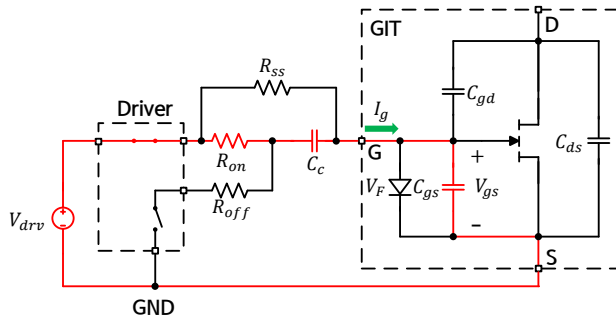 GIT
D
R_ss
C_gd
Driver
I_g
G
R_on
C_c
+
C_ds
V_F
C_gs
V_gs
R_off
V_drv
+
−
−
S
GND